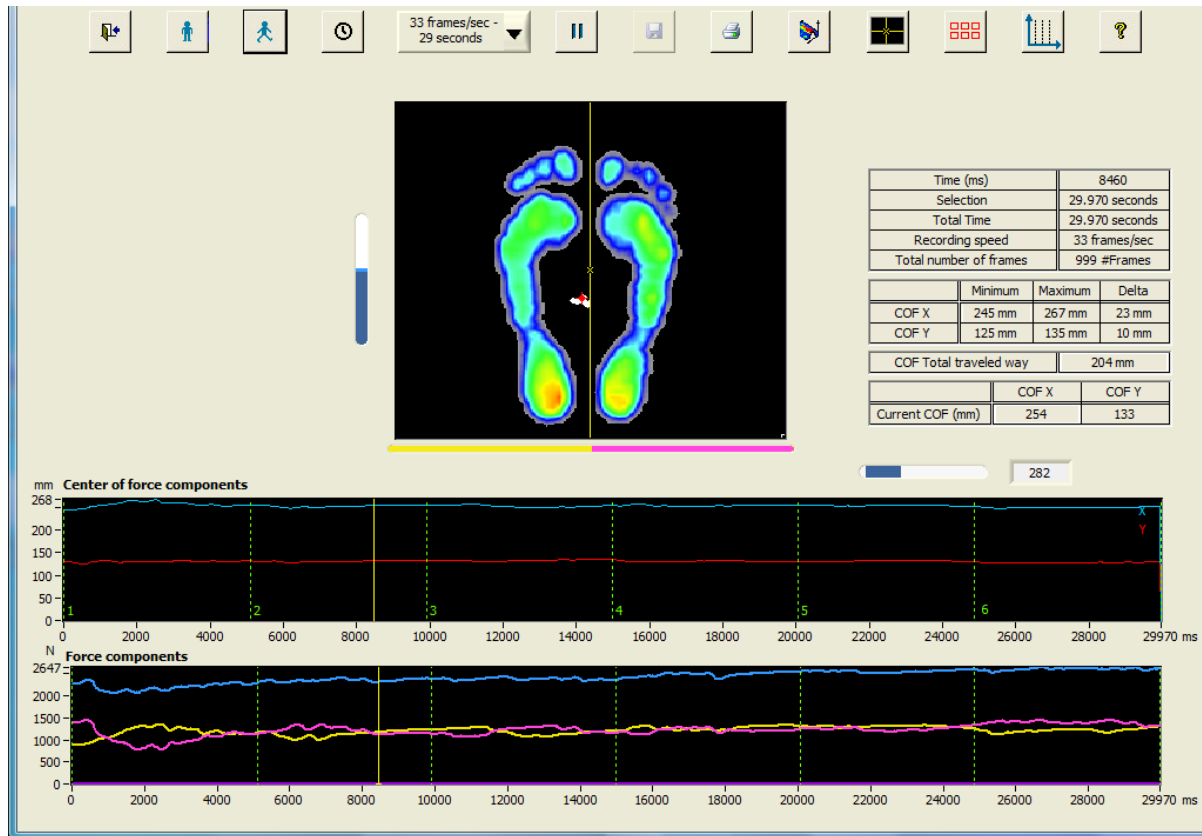 33 frames/sec -
29 seconds
?
Time (ms) 8460
Selection 29.970 seconds
Total Time 29.970 seconds
Recording speed 33 frames/sec
Total number of frames 999 #Frames
Minimum Maximum Delta
COF X 245 mm 267 mm 23 mm
COF Y 125 mm 135 mm 10 mm
COF Total traveled way 204 mm
COF X COF Y
Current COF (mm) 254 133
282
mm Center of force components
268
200
150
100
50
0
X
Y
1 2 3 4 5 6
0 2000 4000 6000 8000 10000 12000 14000 16000 18000 20000 22000 24000 26000 28000 29970 ms
N Force components
2647
2000
1500
1000
500
0
0 2000 4000 6000 8000 10000 12000 14000 16000 18000 20000 22000 24000 26000 28000 29970 ms